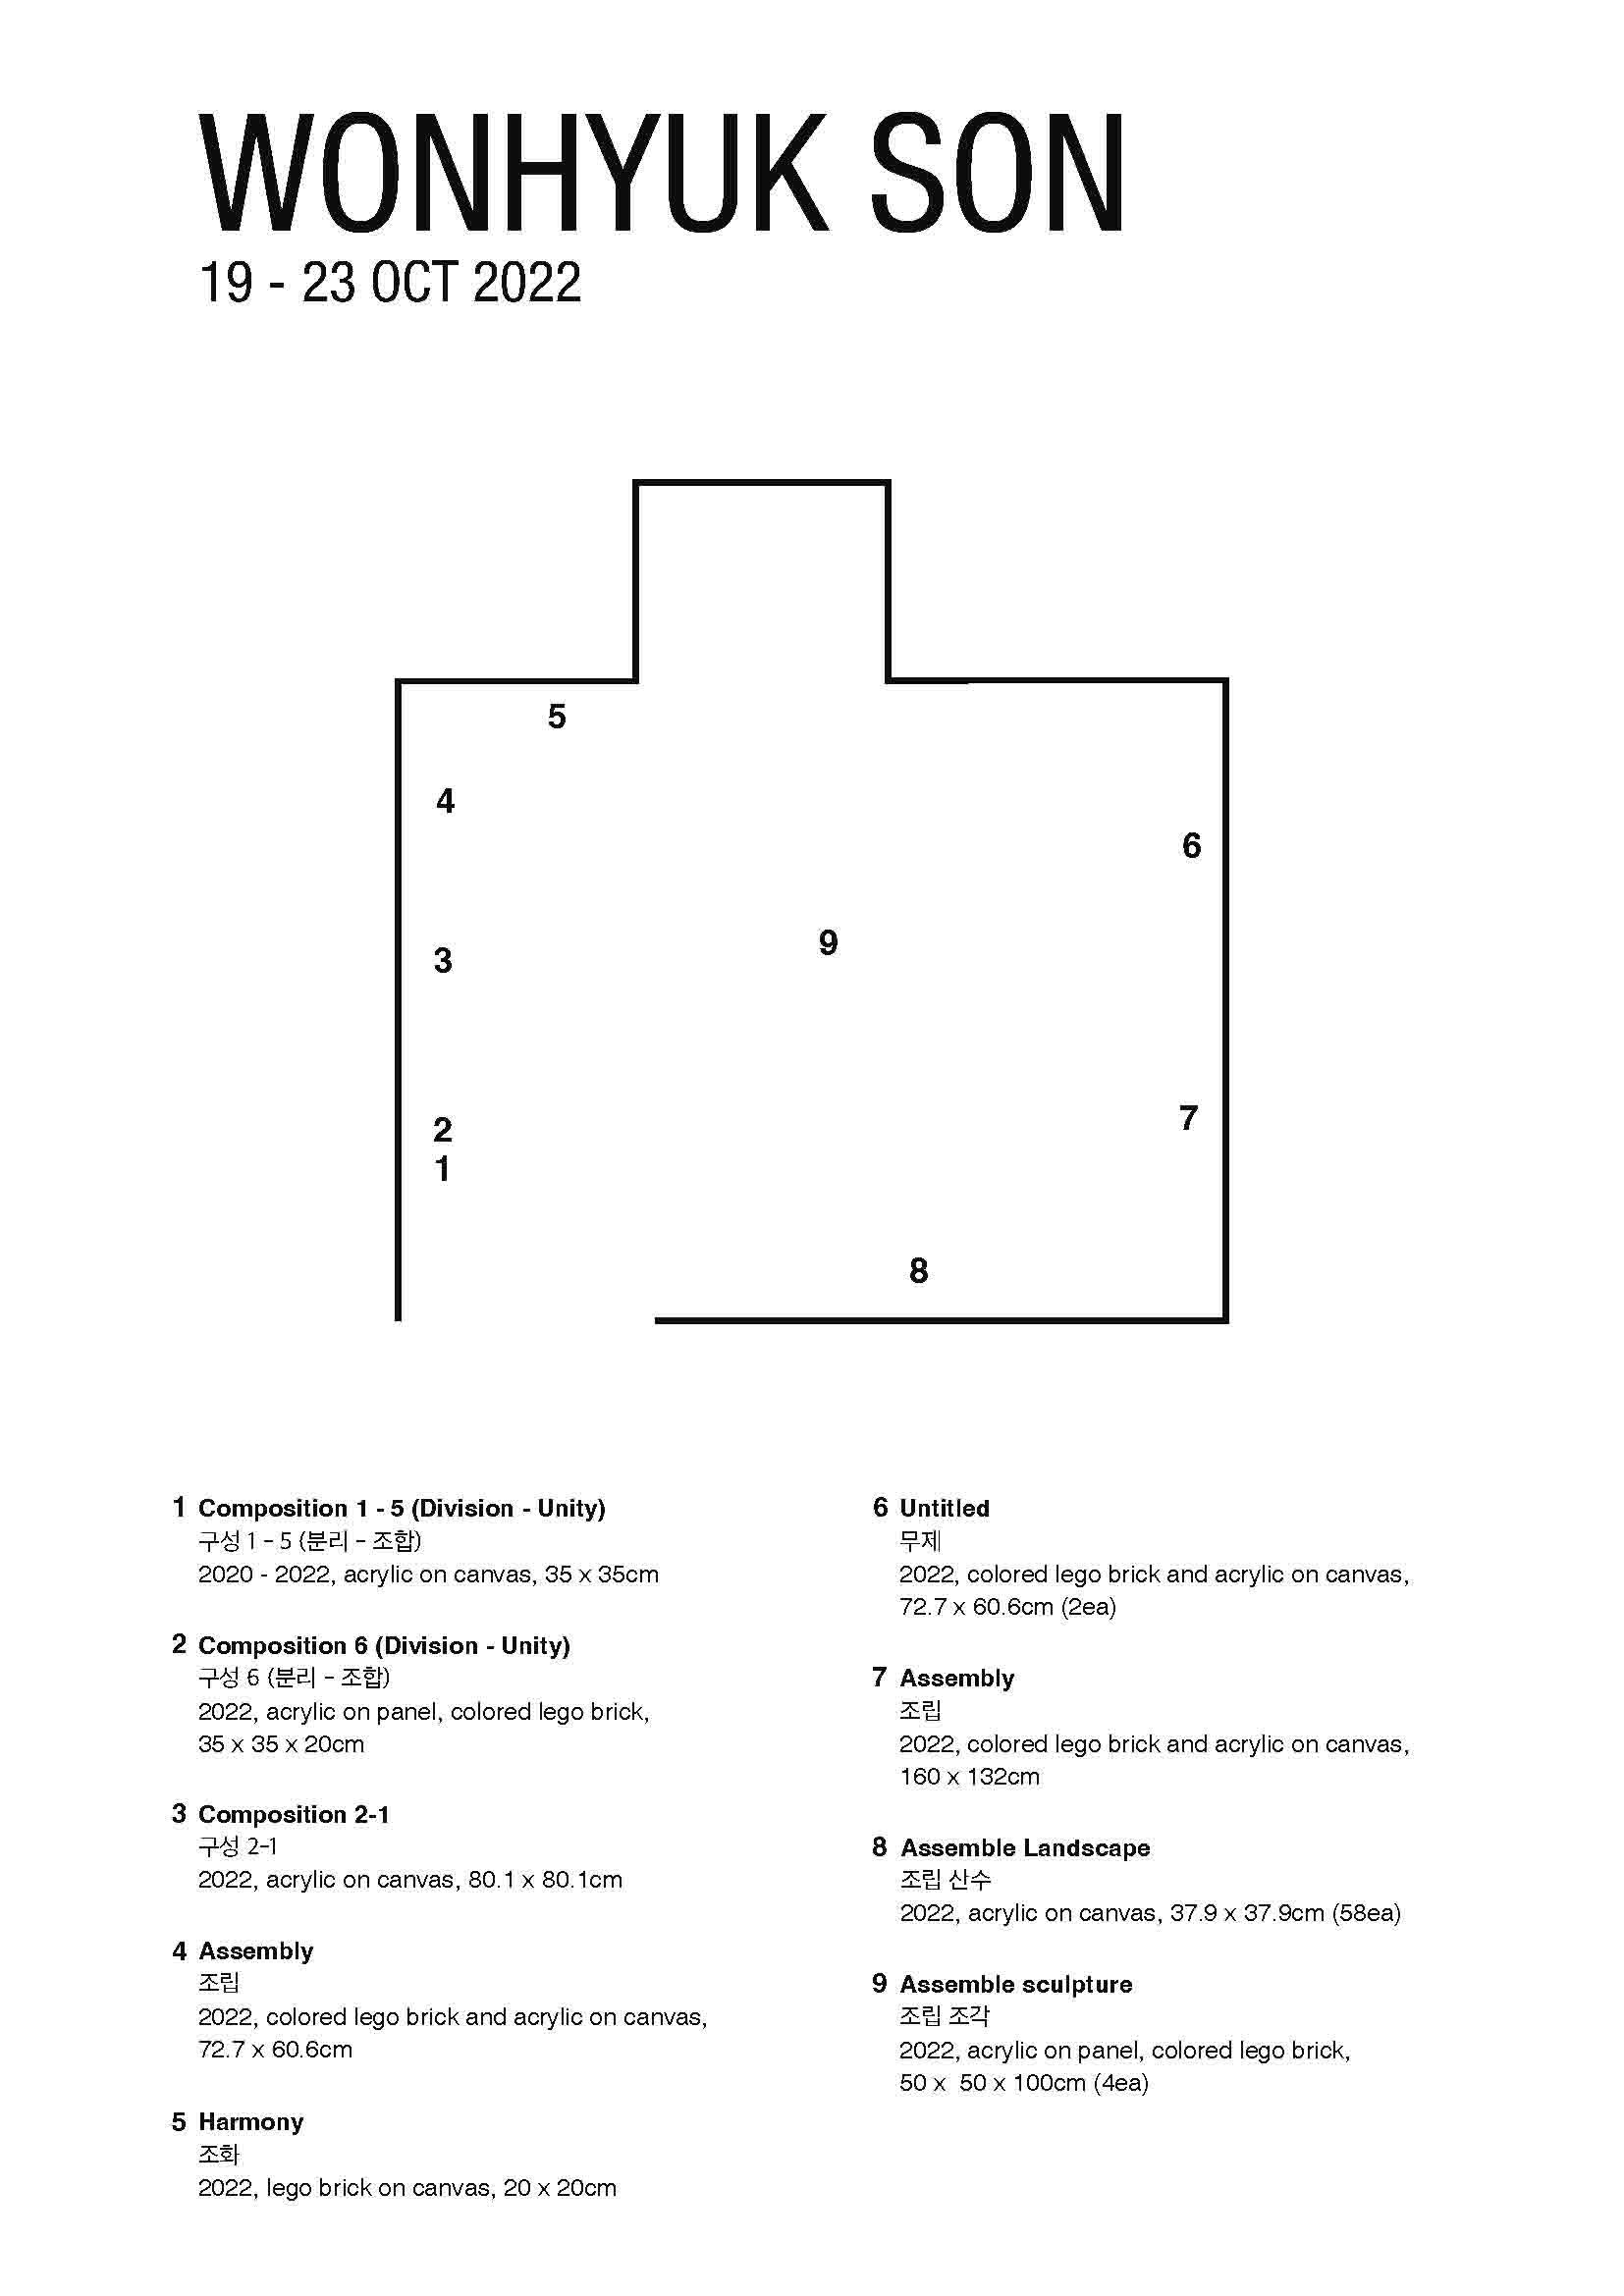 WONHYUK SON
19 - 23 OCT 2022
5
4
6
9
3
2
7
1
8
1 Composition 1 - 5 (Division - Unity)
구성 1 - 5 (분리 - 조합)
2020 - 2022, acrylic on canvas, 35 x 35cm
2 Composition 6 (Division - Unity)
구성 6 (분리 - 조합)
2022, acrylic on panel, colored lego brick,
35 x 35 x 20cm
3 Composition 2-1
구성 2-1
2022, acrylic on canvas, 80.1 x 80.1cm
4 Assembly
조립
2022, colored lego brick and acrylic on canvas,
72.7 x 60.6cm
5 Harmony
조화
2022, lego brick on canvas, 20 x 20cm
6 Untitled
무제
2022, colored lego brick and acrylic on canvas,
72.7 x 60.6cm (2ea)
7 Assembly
조립
2022, colored lego brick and acrylic on canvas,
160 x 132cm
8 Assemble Landscape
조립 산수
2022, acrylic on canvas, 37.9 x 37.9cm (58ea)
9 Assemble sculpture
조립 조각
2022, acrylic on panel, colored lego brick,
50 x  50 x 100cm (4ea)